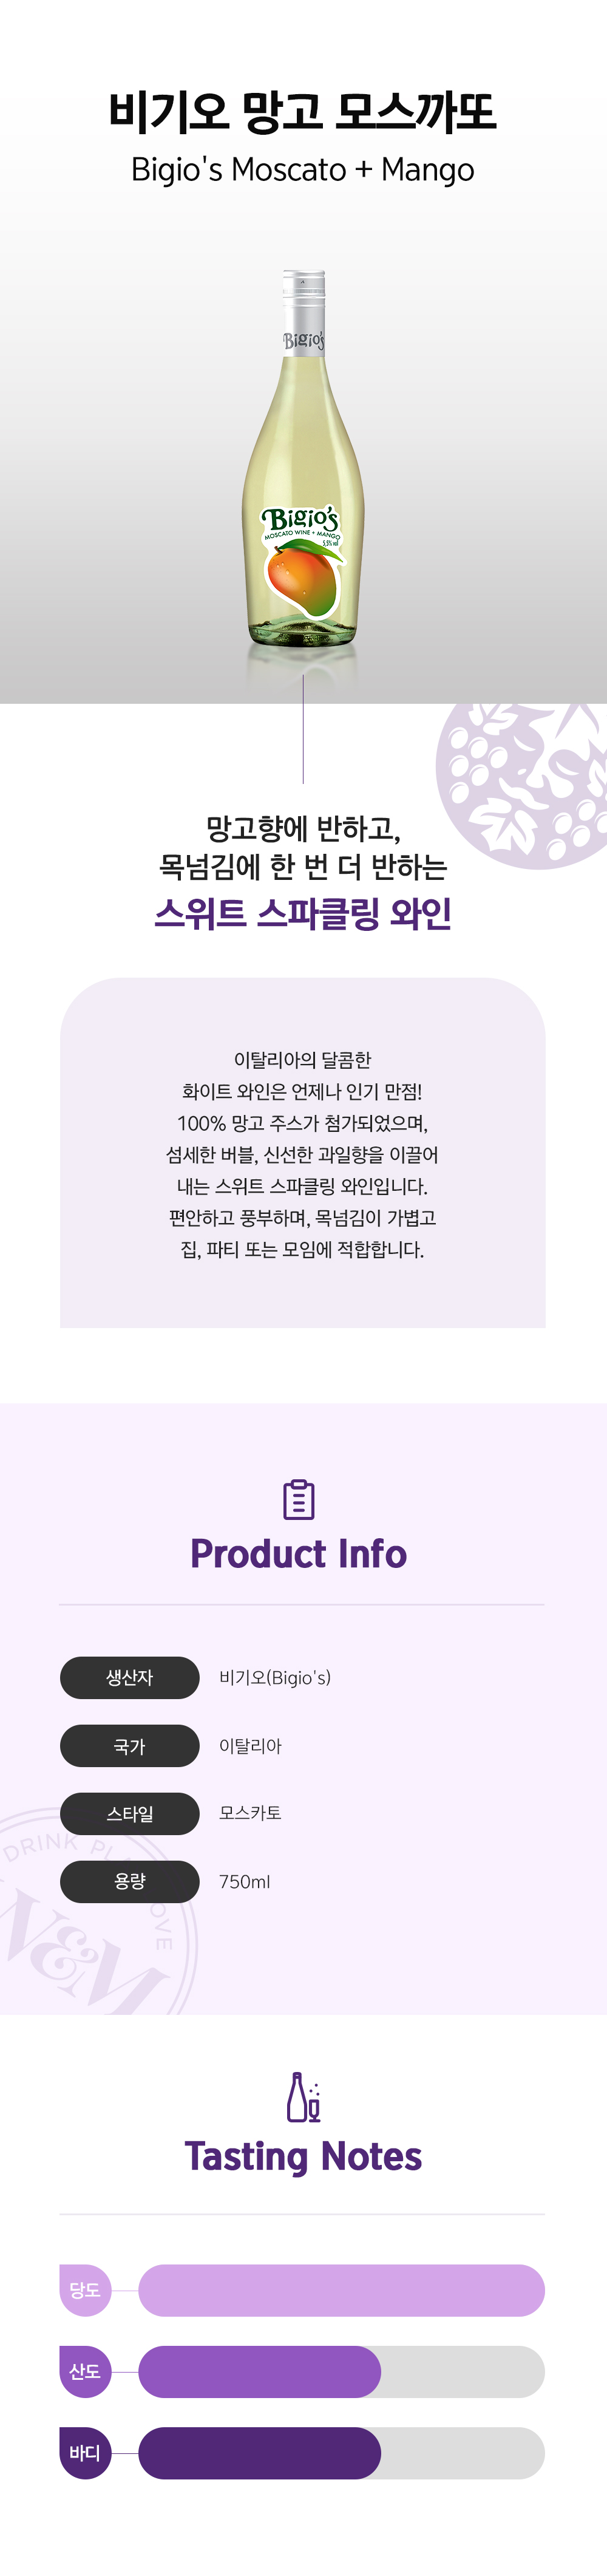 비기오 망고 모스까또
Bigio's Moscato + Mango
Bigio's
Bigio's
MOSCATO WINE + MANGO
5,5% vol
망고향에 반하고,
목넘김에 한 번 더 반하는
스위트 스파클링 와인
이탈리아의 달콤한
화이트 와인은 언제나 인기 만점!
100% 망고 주스가 첨가되었으며,
섬세한 버블, 신선한 과일향을 이끌어
내는 스위트 스파클링 와인입니다.
편안하고 풍부하며, 목넘김이 가볍고
집, 파티 또는 모임에 적합합니다.
Product Info
생산자 비기오(Bigio's)
국가 이탈리아
스타일 모스카토
용량 750ml
DRINK
W&M
Tasting Notes
당도
산도
바디